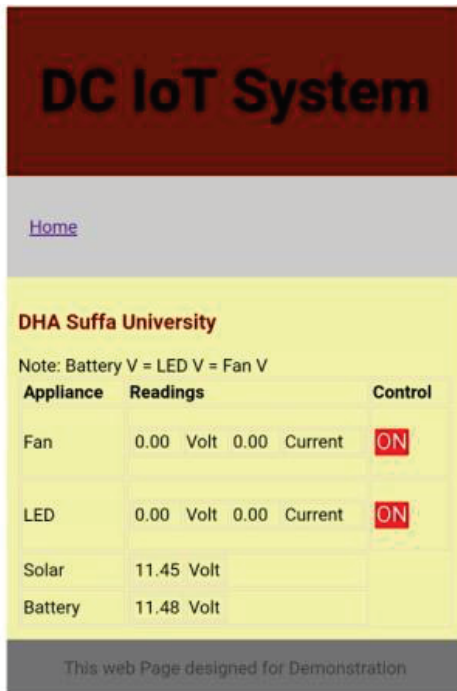 DC IoT System
Home
DHA Suffa University
Note: Battery V = LED V = Fan V
Appliance Readings Control
Fan 0.00 Volt 0.00 Current ON
LED 0.00 Volt 0.00 Current ON
Solar 11.45 Volt
Battery 11.48 Volt
This web Page designed for Demonstration